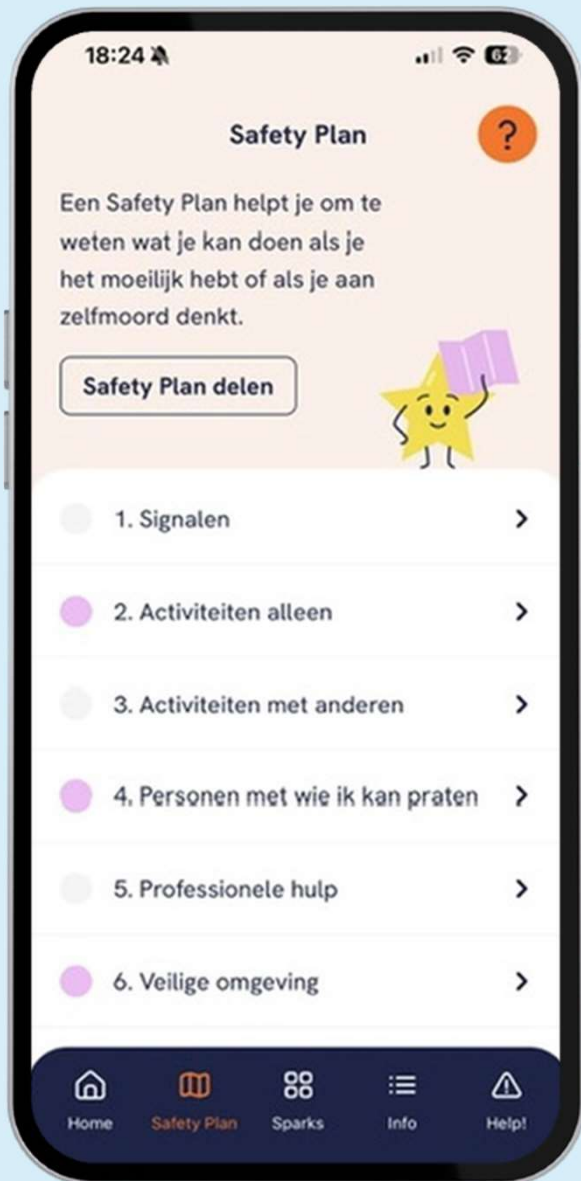 18:24
62
Safety Plan
?
Een Safety Plan helpt je om te
weten wat je kan doen als je
het moeilijk hebt of als je aan
zelfmoord denkt.
Safety Plan delen
1. Signalen
2. Activiteiten alleen
3. Activiteiten met anderen
4. Personen met wie ik kan praten
5. Professionele hulp
6. Veilige omgeving
Home Safety Plan Sparks Info Help!